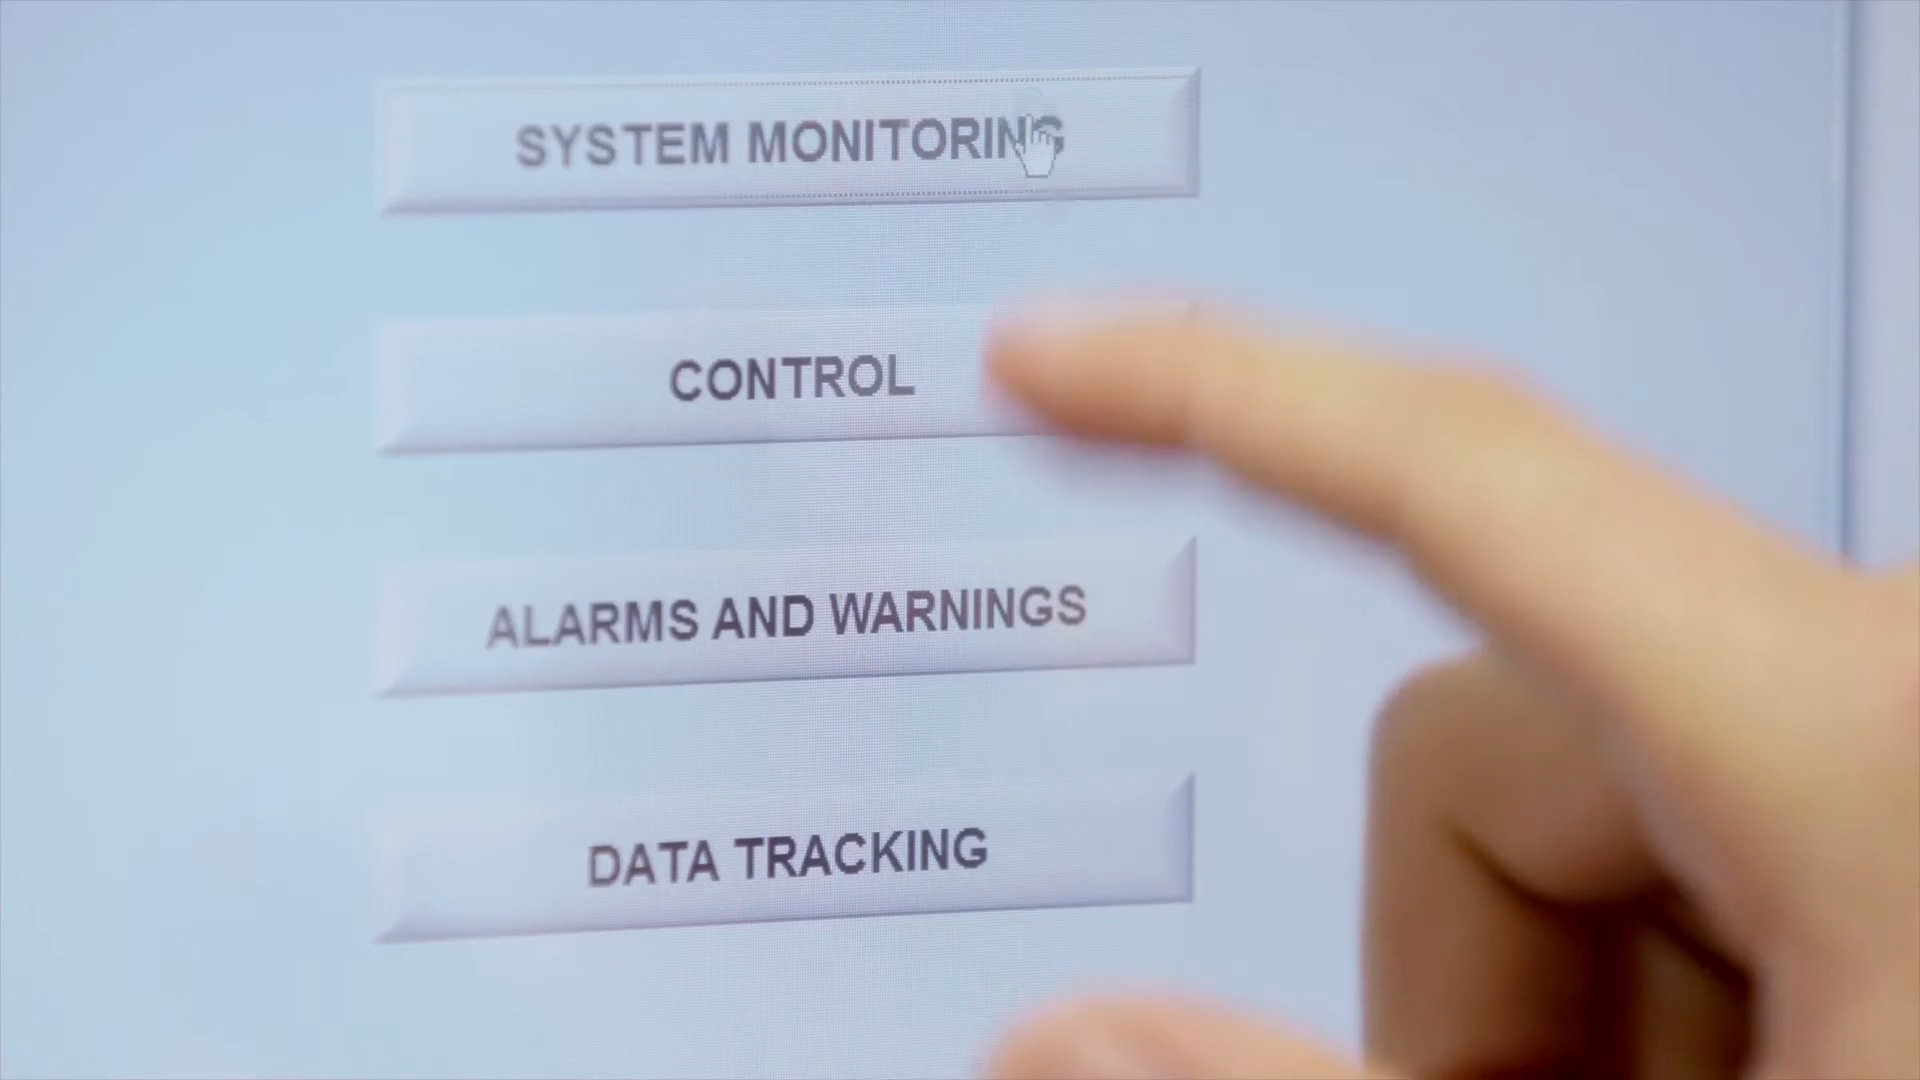 SYSTEM MONITORING
CONTROL
ALARMS AND WARNINGS
DATA TRACKING